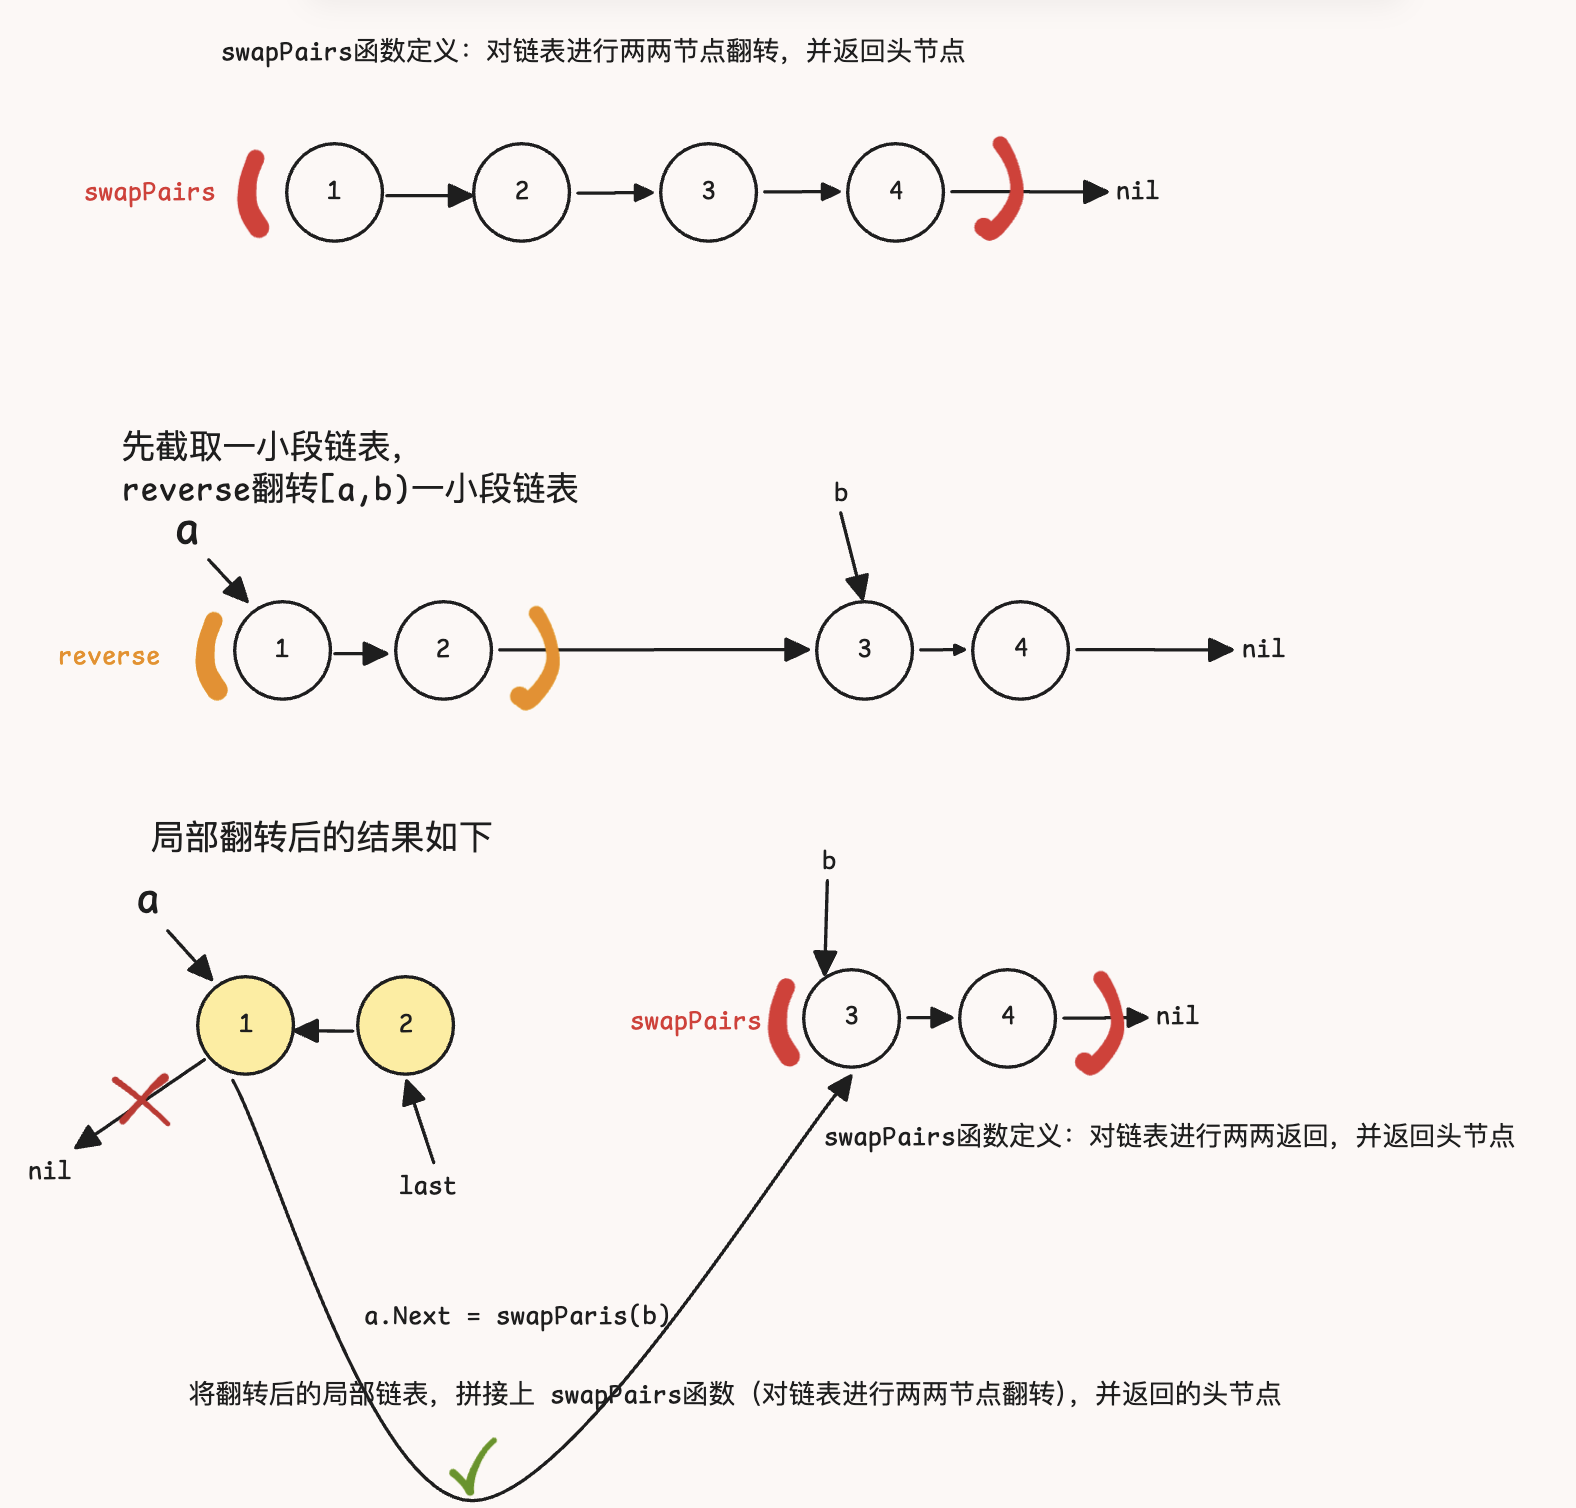 swapPairs函数定义：对链表进行两两节点翻转，并返回头节点
swapPairs
1
2
3
4
nil
先截取一小段链表，
reverse翻转[a,b)一小段链表
a
b
reverse
1
2
3
4
nil
局部翻转后的结果如下
a
b
1
2
swapPairs
3
4
nil
nil
last
swapPairs函数定义：对链表进行两两返回，并返回头节点
a.Next = swapParis(b)
将翻转后的局部链表，拼接上 swapPairs函数（对链表进行两两节点翻转），并返回的头节点